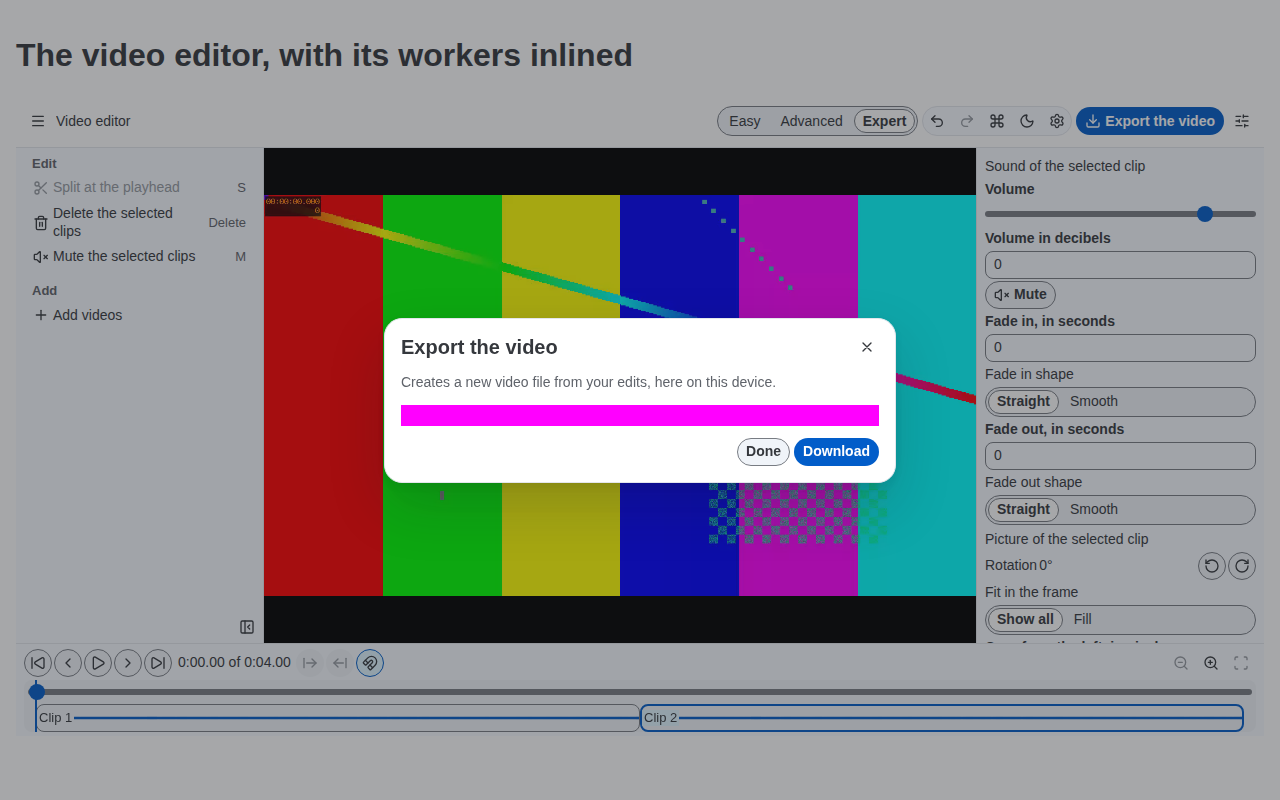 The video editor, with its workers inlined
Video editor
Easy Advanced Expert
Export the video
Edit
Split at the playhead S
Delete the selected clips Delete
Mute the selected clips M
Add
Add videos
00:00:00.000
0
Export the video
Creates a new video file from your edits, here on this device.
Done Download
Sound of the selected clip
Volume
Volume in decibels
0
Mute
Fade in, in seconds
0
Fade in shape
Straight Smooth
Fade out, in seconds
0
Fade out shape
Straight Smooth
Picture of the selected clip
Rotation 0°
Fit in the frame
Show all Fill
0:00.00 of 0:04.00
Clip 1
Clip 2